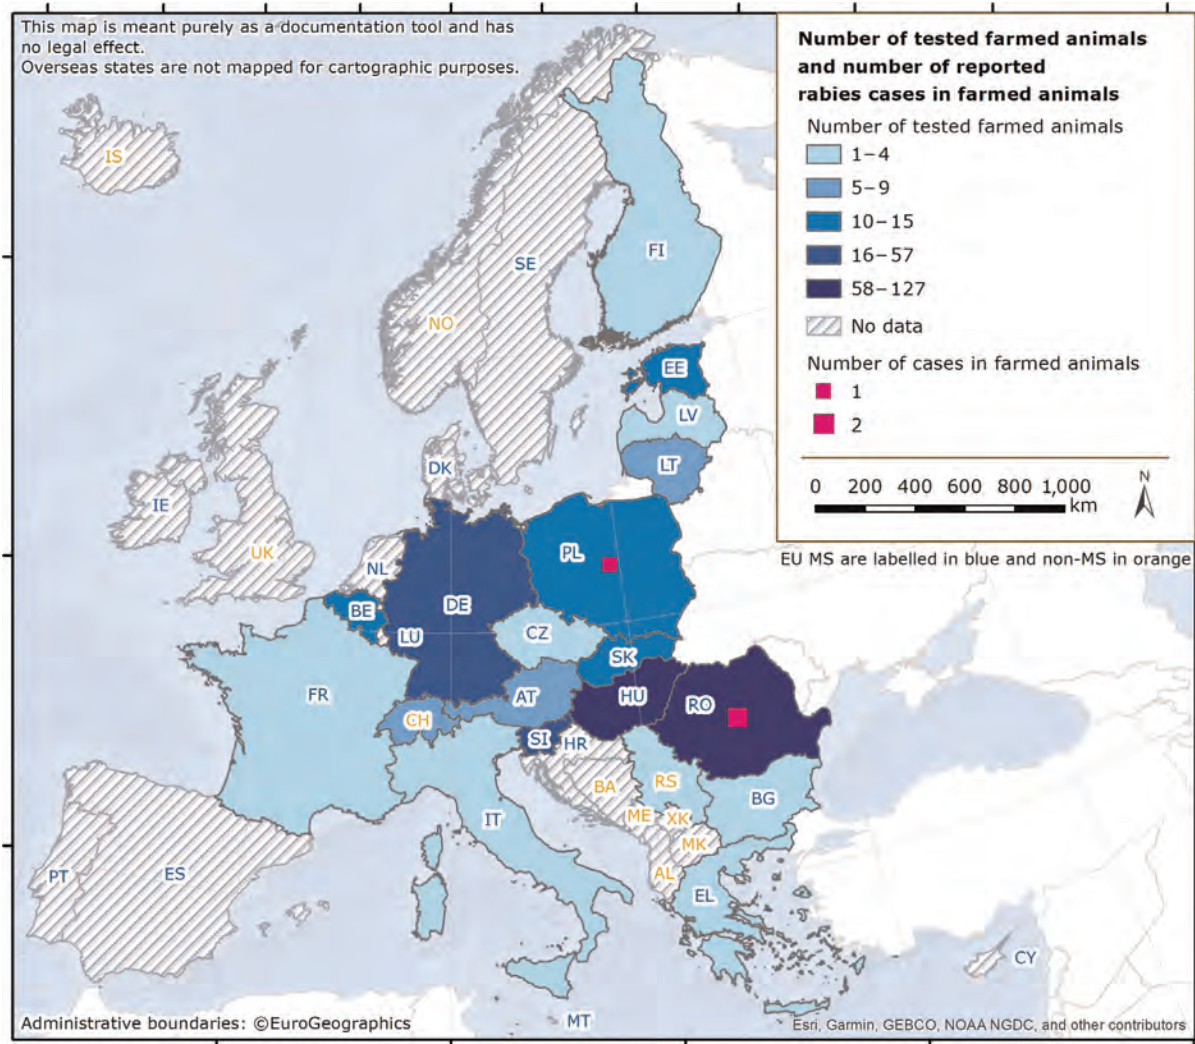 This map is meant purely as a documentation tool and has
no legal effect.
Overseas states are not mapped for cartographic purposes.
Number of tested farmed animals
and number of reported
rabies cases in farmed animals
Number of tested farmed animals
1–4
5–9
10–15
16–57
58–127
No data
Number of cases in farmed animals
1
2
0 200 400 600 800 1,000
km
N
EU MS are labelled in blue and non-MS in orange
IS
FI
SE
NO
EE
LV
LT
DK
IE
UK
NL
PL
BE
DE
LU
CZ
SK
FR
AT
HU
RO
CH
SI
HR
BA
RS
BG
IT
ME
XK
MK
AL
PT
ES
EL
CY
MT
Administrative boundaries: ©EuroGeographics
Esri, Garmin, GEBCO, NOAA NGDC, and other contributors